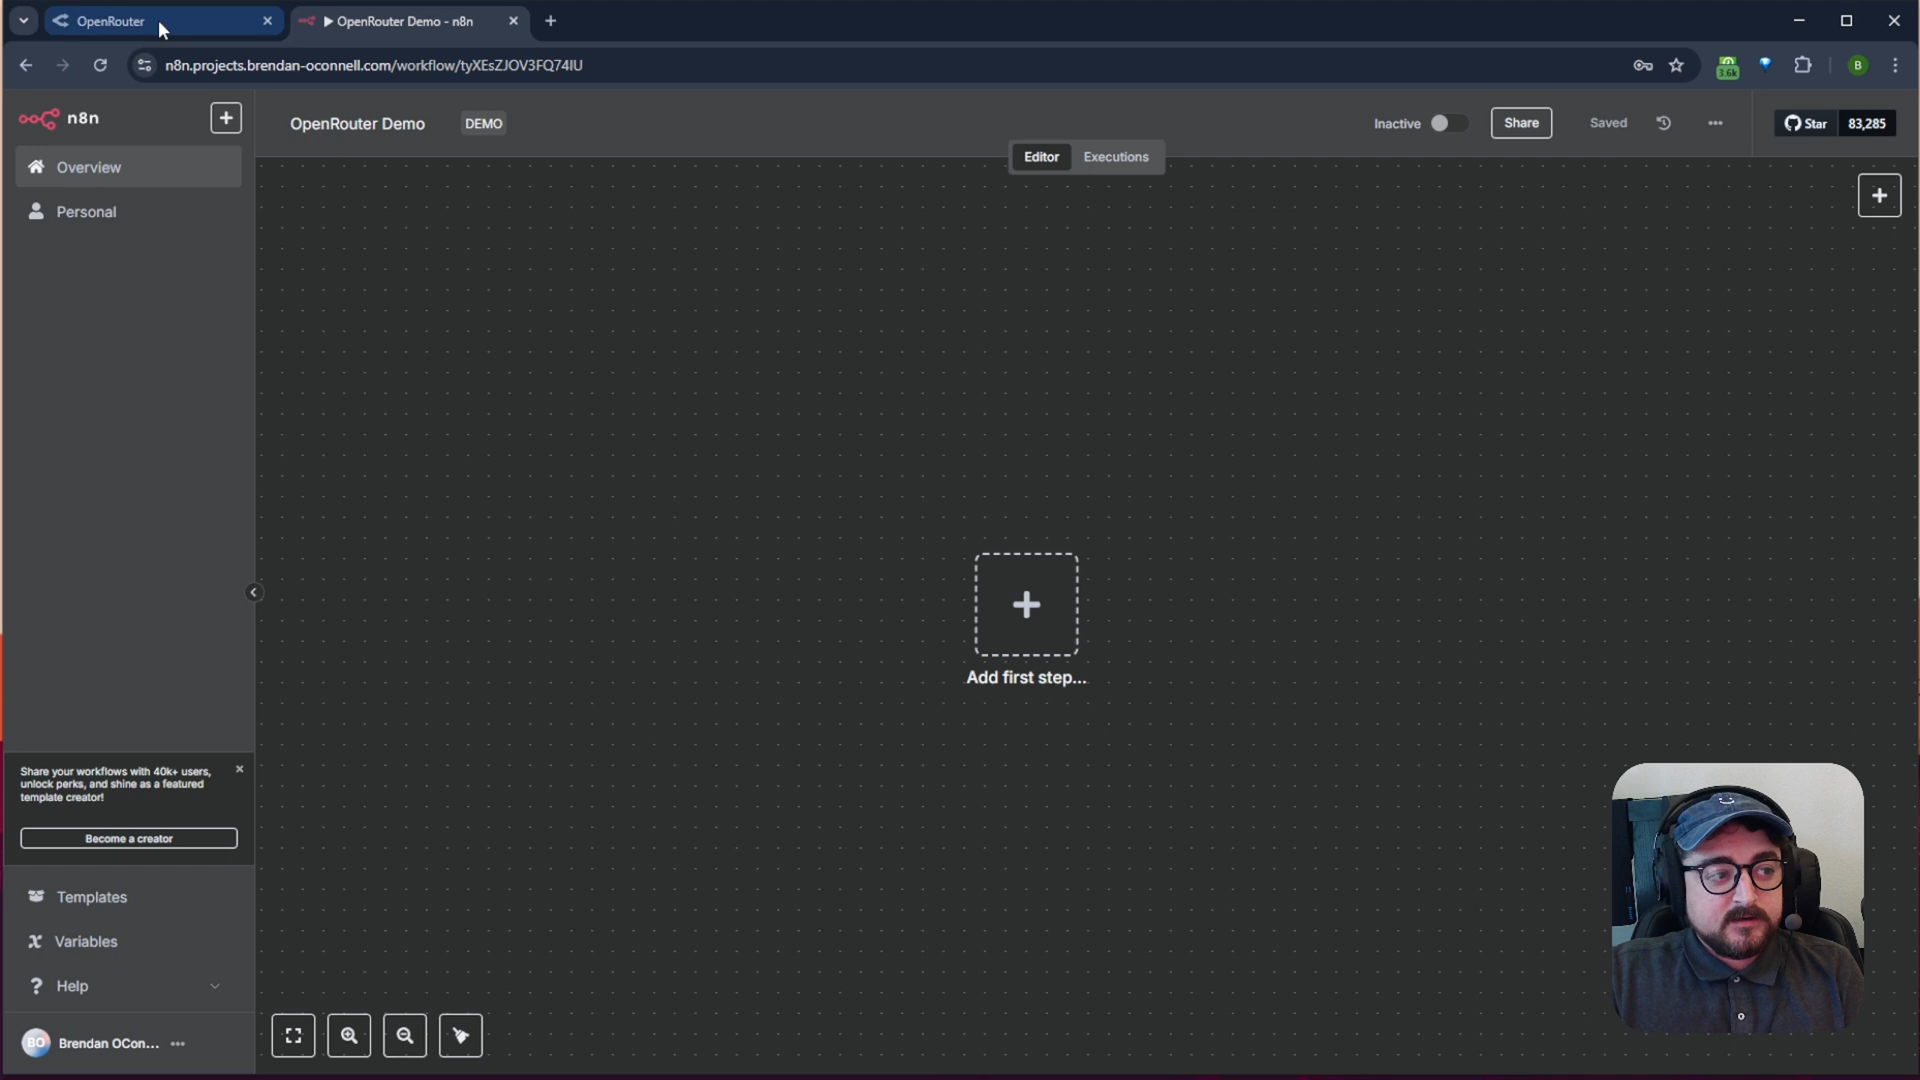 OpenRouter
OpenRouter Demo - n8n
n8n.projects.brendan-oconnell.com/workflow/tyXEsZJOV3FQ74IU
3.6k
B
n8n
OpenRouter Demo
DEMO
Inactive
Share
Saved
Star
83,285
Editor
Executions
Overview
Personal
Add first step...
Share your workflows with 40k+ users,
unlock perks, and shine as a featured
template creator!
Become a creator
Templates
Variables
Help
BO
Brendan OCon...